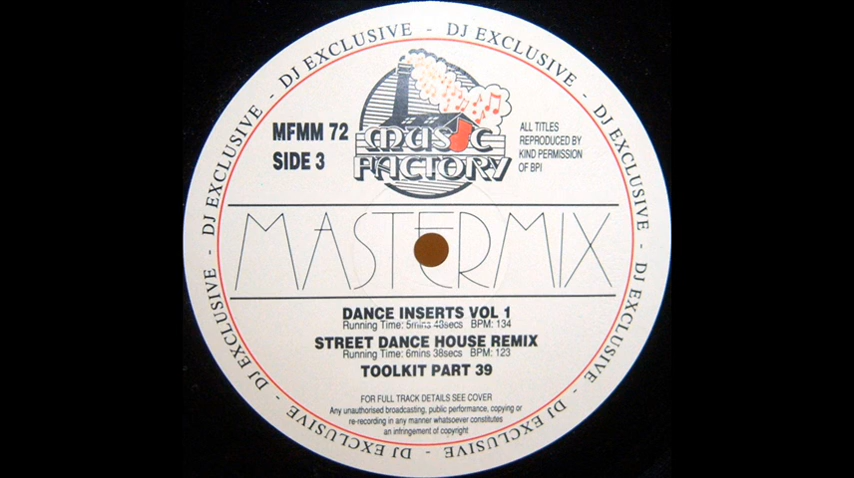 - DJ EXCLUSIVE - DJ EXCLUSIVE - DJ EXCLUSIVE - DJ EXCLUSIVE - DJ EXCLUSIVE - DJ EXCLUSIVE - DJ EXCLUSIVE - DJ EXCLUSIVE
MFMM 72
SIDE 3
MUSIC
FACTORY
ALL TITLES
REPRODUCED BY
KIND PERMISSION
OF BPI
MASTERMIX
DANCE INSERTS VOL 1
Running Time: 5mins 48secs BPM: 134
STREET DANCE HOUSE REMIX
Running Time: 6mins 38secs BPM: 123
TOOLKIT PART 39
FOR FULL TRACK DETAILS SEE COVER
Any unauthorised broadcasting, public performance, copying or
re-recording in any manner whatsoever constitutes
an infringement of copyright